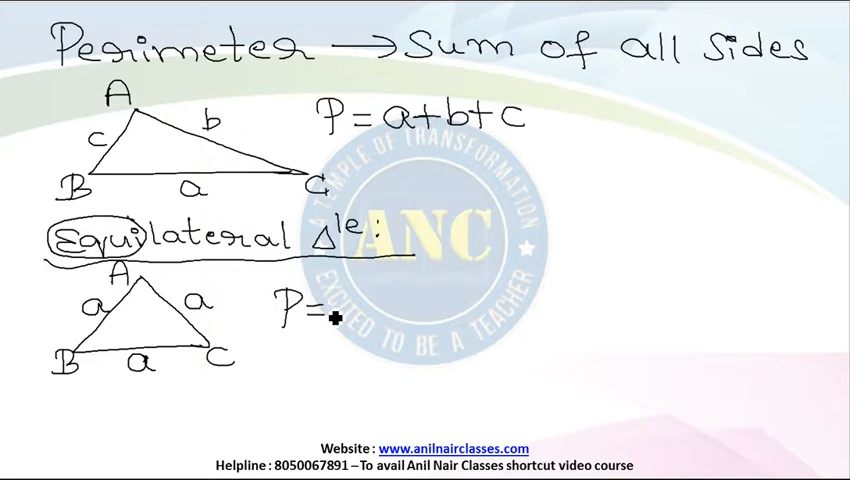 Perimeter → Sum of all sides
A
c b P = a+b+c
B a C
Equilateral Δle :
A
a a P =
B a C
A TEMPLE OF TRANSFORMATION
ANC
EXCITED TO BE A TEACHER
Website : www.anilnairclasses.com
Helpline : 8050067891 – To avail Anil Nair Classes shortcut video course